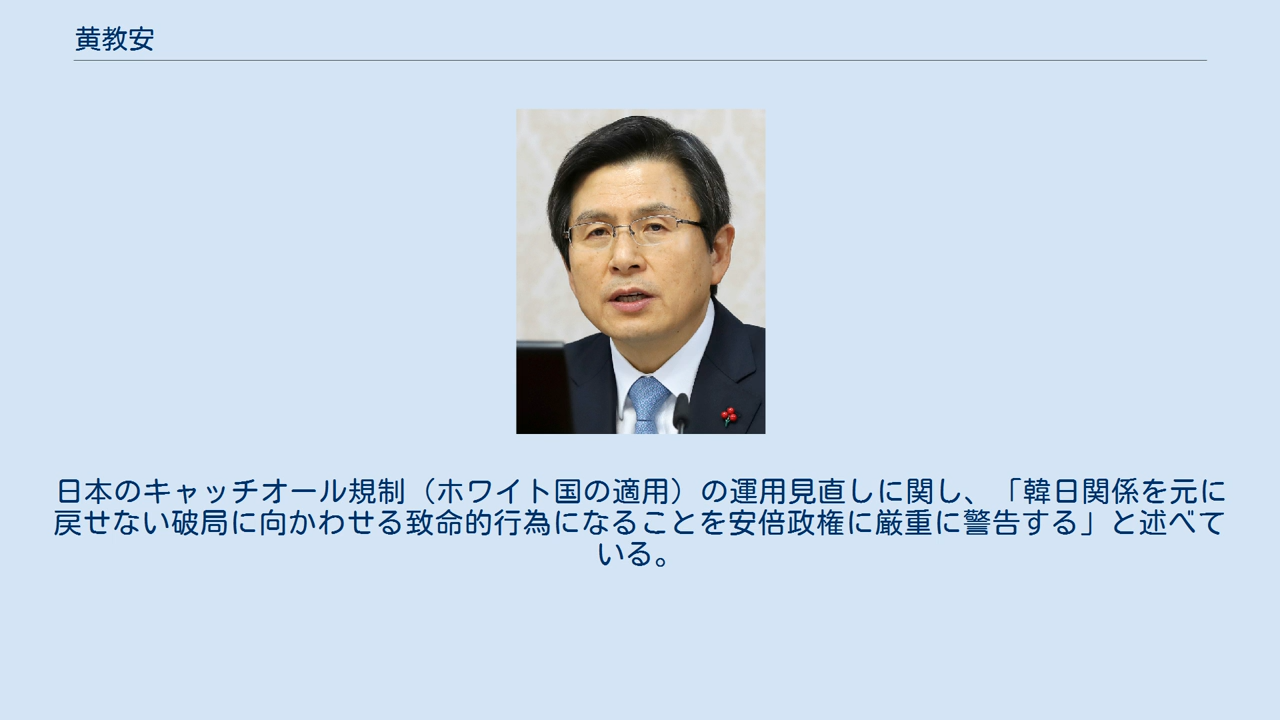 黄教安
日本のキャッチオール規制（ホワイト国の適用）の運用見直しに関し、「韓日関係を元に
戻せない破局に向かわせる致命的行為になることを安倍政権に厳重に警告する」と述べて
いる。